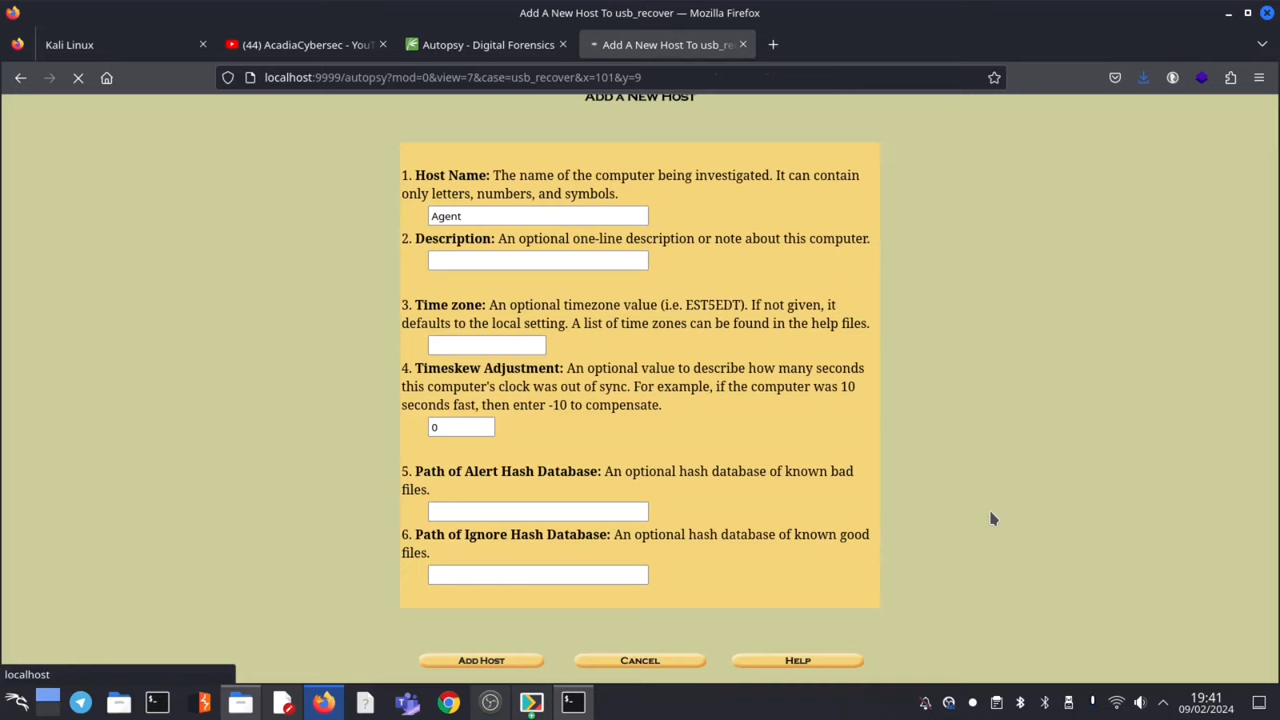 Add A New Host To usb_recover — Mozilla Firefox
Kali Linux
(44) AcadiaCybersec - YouT
Autopsy - Digital Forensics
Add A New Host To usb_re
localhost:9999/autopsy?mod=0&view=7&case=usb_recover&x=101&y=9
ADD A NEW HOST
1. Host Name: The name of the computer being investigated. It can contain
only letters, numbers, and symbols.
Agent
2. Description: An optional one-line description or note about this computer.
3. Time zone: An optional timezone value (i.e. EST5EDT). If not given, it
defaults to the local setting. A list of time zones can be found in the help files.
4. Timeskew Adjustment: An optional value to describe how many seconds
this computer's clock was out of sync. For example, if the computer was 10
seconds fast, then enter -10 to compensate.
0
5. Path of Alert Hash Database: An optional hash database of known bad
files.
6. Path of Ignore Hash Database: An optional hash database of known good
files.
ADD HOST
CANCEL
HELP
localhost
19:41
09/02/2024